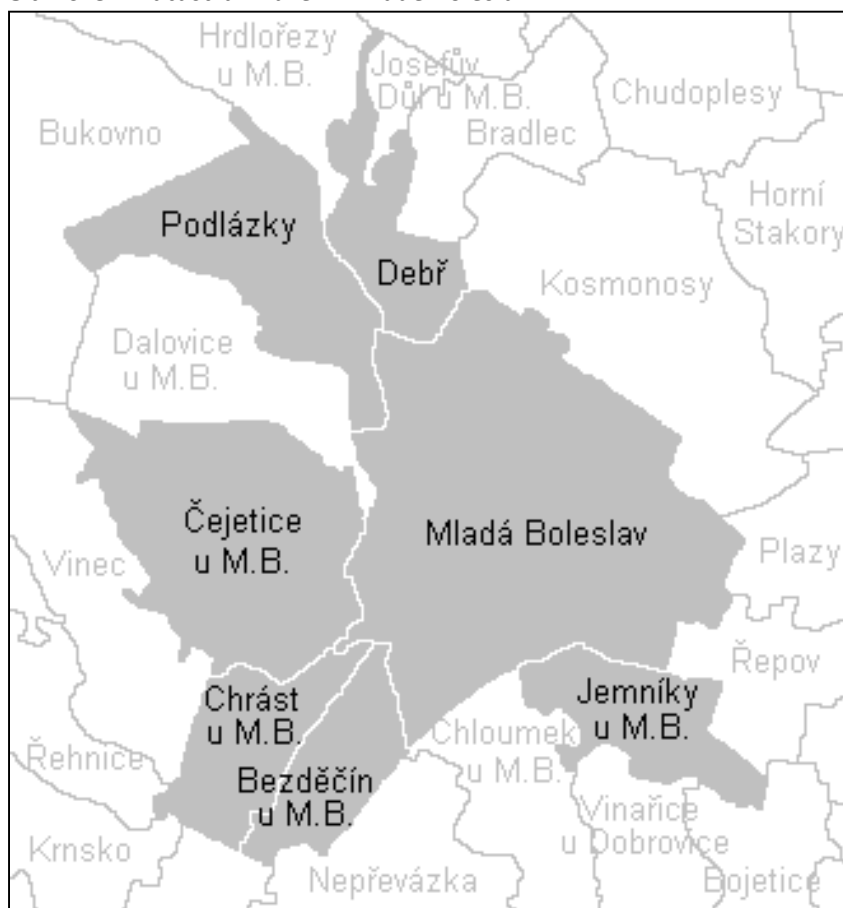 Hrdlořezy
u M.B.
Josefův
Důl u M.B.
Chudoplesy
Bukovno
Bradlec
Horní
Stakory
Podlázky
Debř
Kosmonosy
Dalovice
u M.B.
Čejetice
u M.B.
Mladá Boleslav
Vinec
Plazy
Řepov
Chrást
u M.B.
Jemníky
u M.B.
Chloumek
u M.B.
Řehnice
Bezděčín
u M.B.
Vinařice
u Dobrovice
Krnsko
Nepřevázka
Bojetice